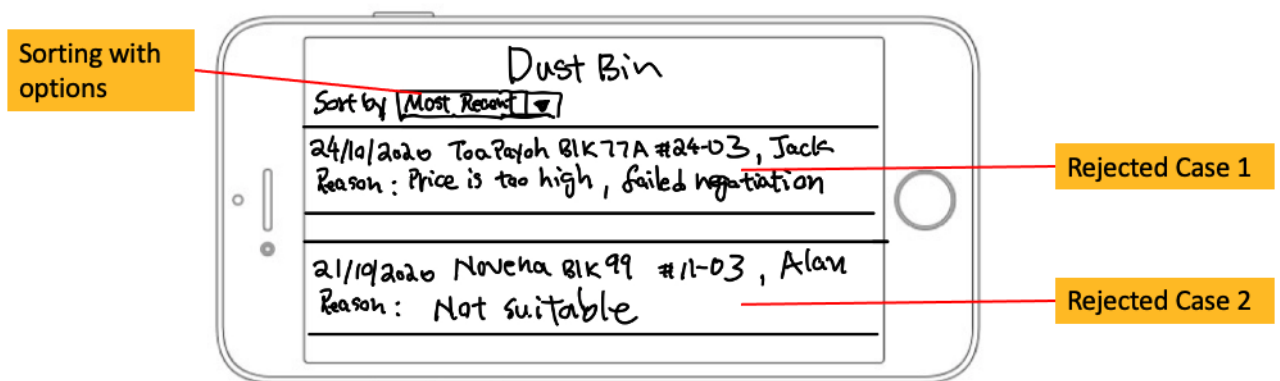 Sorting with
options
Dust Bin
Sort by Most Recent
24/10/2020 Toa Payoh Blk 77A #24-03, Jack
Reason: Price is too high, failed negotiation
Rejected Case 1
21/10/2020 Novena Blk 99 #11-03, Alan
Reason: Not suitable
Rejected Case 2